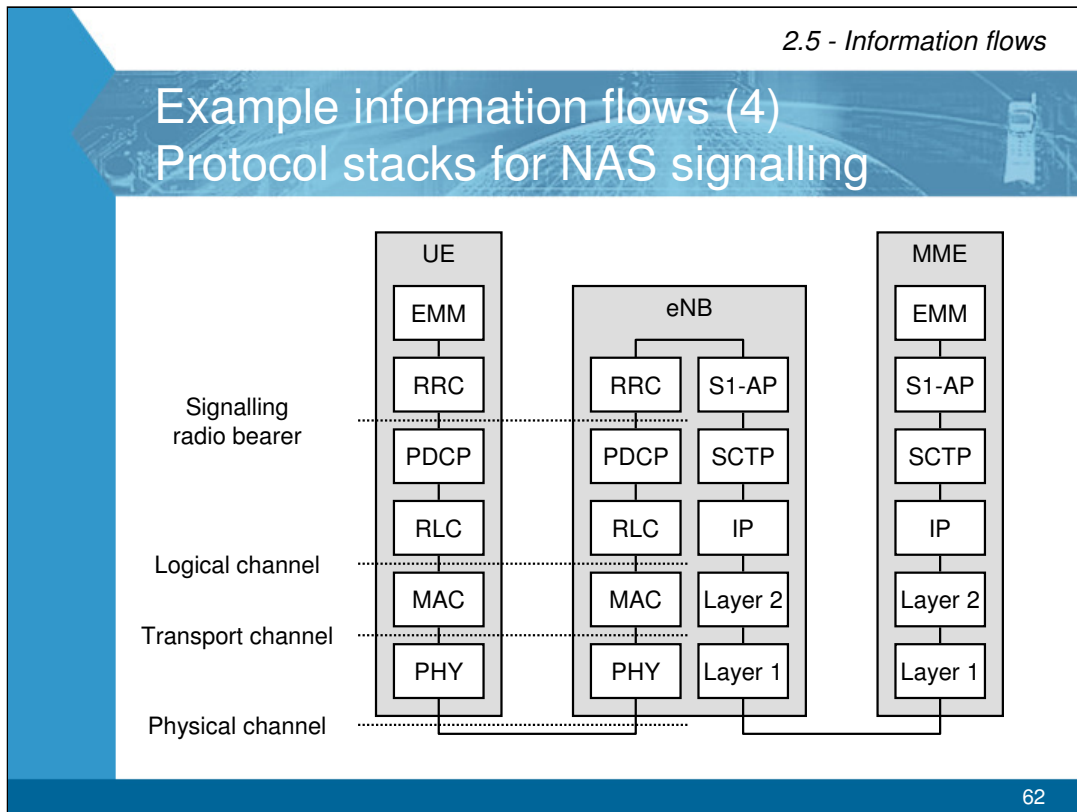 2.5 - Information flows
Example information flows (4)
Protocol stacks for NAS signalling
UE
MME
eNB
EMM
EMM
RRC
RRC
S1-AP
S1-AP
Signalling
radio bearer
PDCP
PDCP
SCTP
SCTP
RLC
RLC
IP
IP
Logical channel
MAC
MAC
Layer 2
Layer 2
Transport channel
PHY
PHY
Layer 1
Layer 1
Physical channel
62